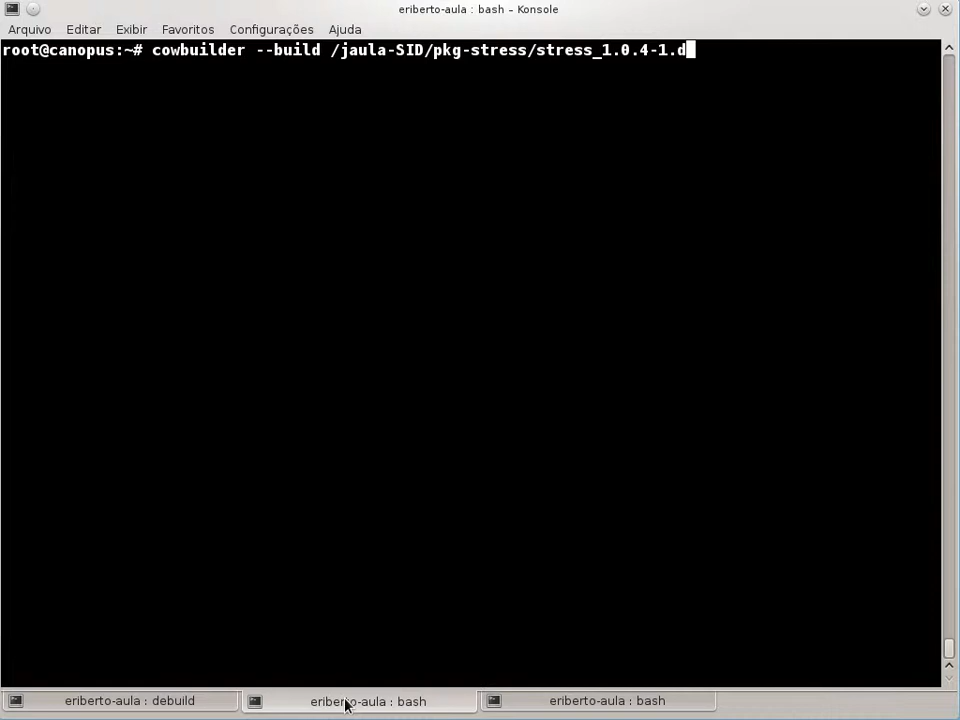 eriberto-aula : bash – Konsole
Arquivo Editar Exibir Favoritos Configurações Ajuda
root@canopus:~# cowbuilder --build /jaula-SID/pkg-stress/stress_1.0.4-1.d
eriberto-aula : debuild eriberto-aula : bash eriberto-aula : bash